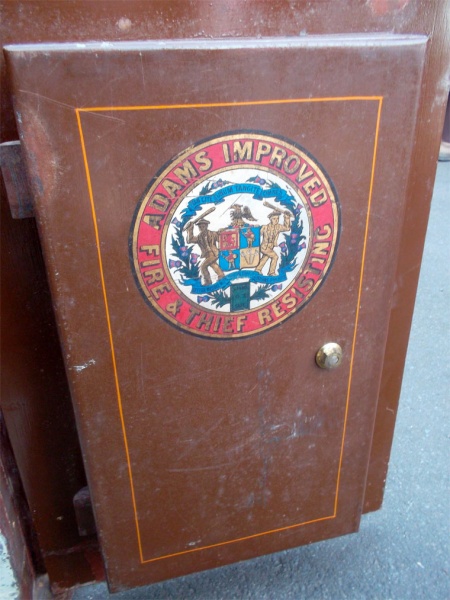 ADAMS IMPROVED
FIRE & THIEF RESISTING